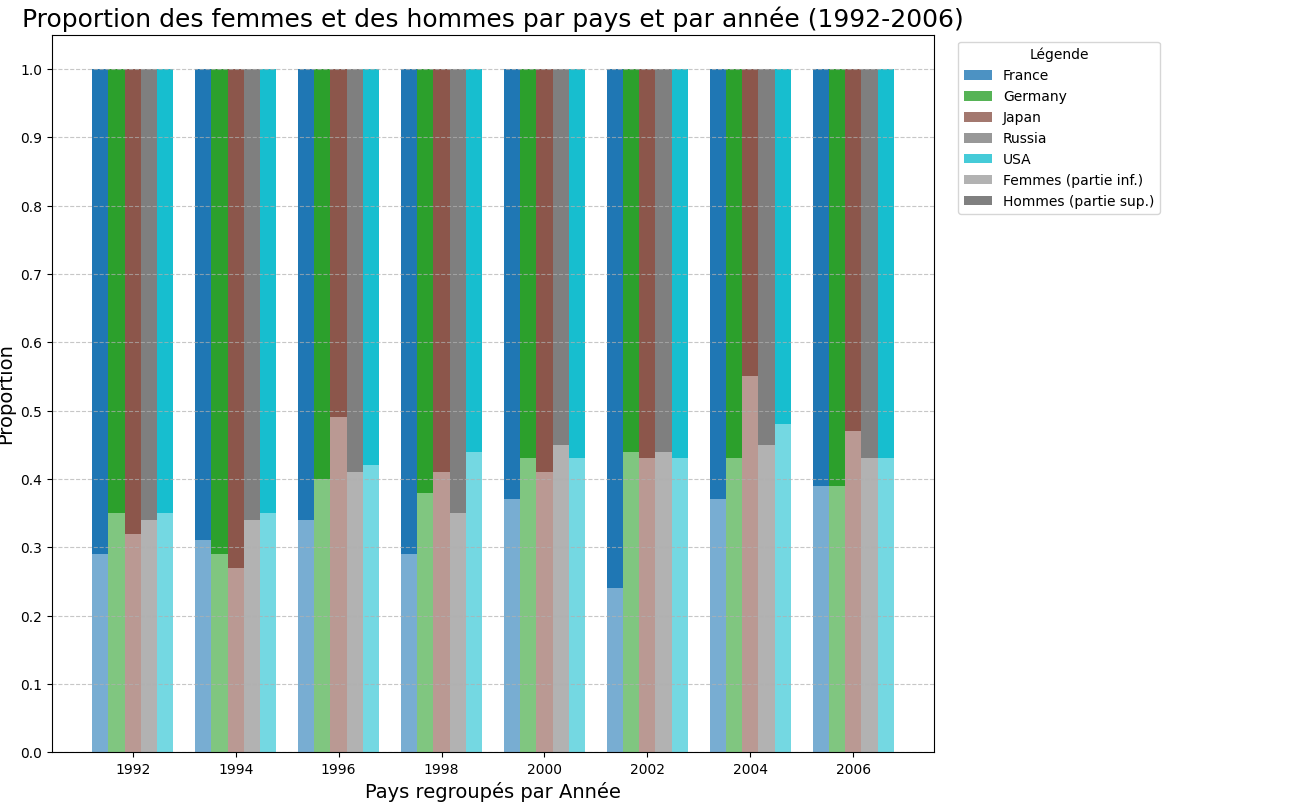 Proportion des femmes et des hommes par pays et par année (1992-2006)
Légende
France
Germany
Japan
Russia
USA
Femmes (partie inf.)
Hommes (partie sup.)
Proportion
1.0
0.9
0.8
0.7
0.6
0.5
0.4
0.3
0.2
0.1
0.0
1992 1994 1996 1998 2000 2002 2004 2006
Pays regroupés par Année